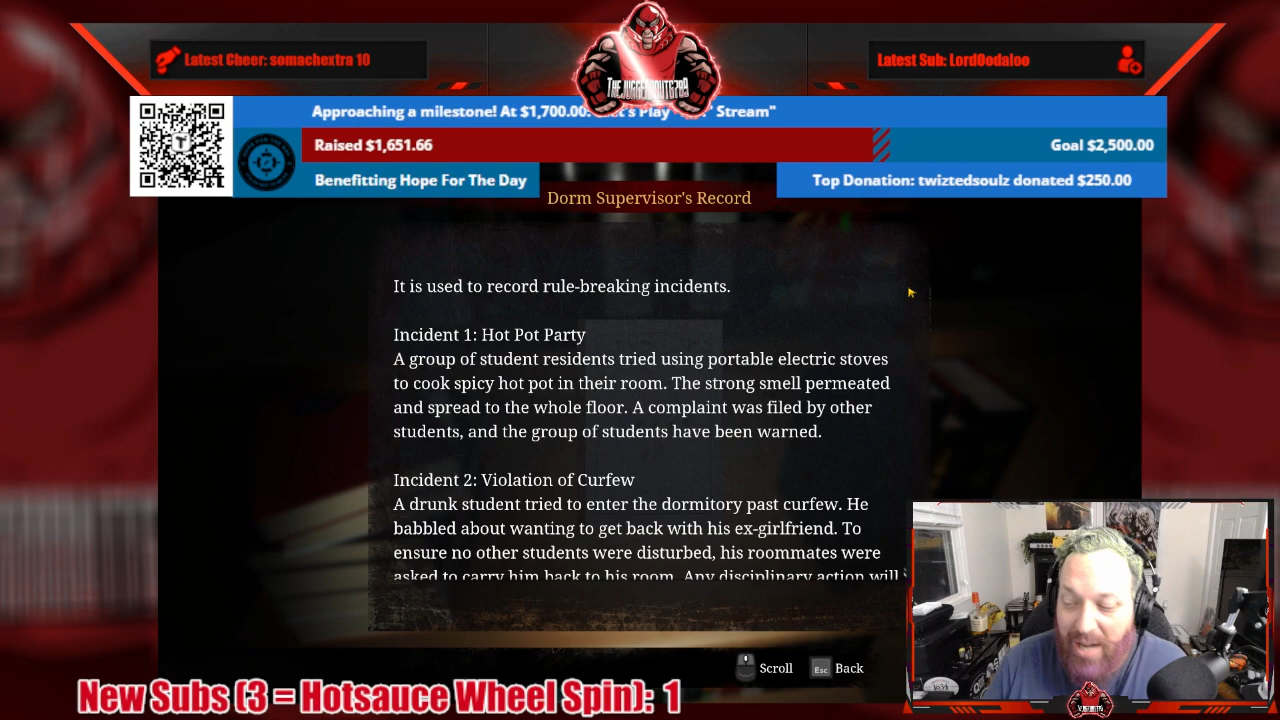 Latest Cheer: somachextra 10
Latest Sub: LordOodaloo
THEJUGGERNAUT6789
Approaching a milestone! At $1,700.00: Play Stream"
Raised $1,651.66
Goal $2,500.00
Benefitting Hope For The Day
Top Donation: twiztedsoulz donated $250.00
Dorm Supervisor's Record
It is used to record rule-breaking incidents.
Incident 1: Hot Pot Party
A group of student residents tried using portable electric stoves
to cook spicy hot pot in their room. The strong smell permeated
and spread to the whole floor. A complaint was filed by other
students, and the group of students have been warned.
Incident 2: Violation of Curfew
A drunk student tried to enter the dormitory past curfew. He
babbled about wanting to get back with his ex-girlfriend. To
ensure no other students were disturbed, his roommates were
asked to carry him back to his room. Any disciplinary action will
Scroll
Esc Back
New Subs (3 = Hotsauce Wheel Spin): 1